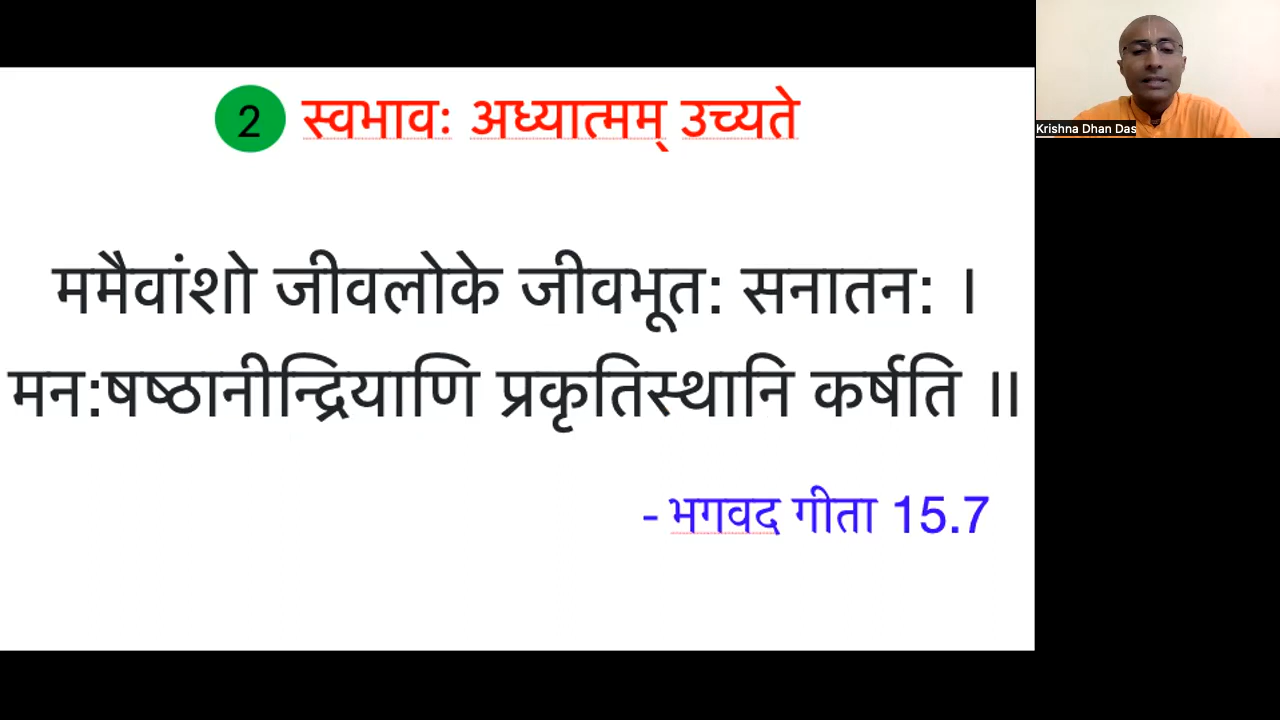 2 स्वभावः अध्यात्मम् उच्यते
Krishna Dhan Das
ममैवांशो जीवलोके जीवभूत: सनातन: ।
मन:षष्ठानीन्द्रियाणि प्रकृतिस्थानि कर्षति ॥
- भगवद गीता 15.7